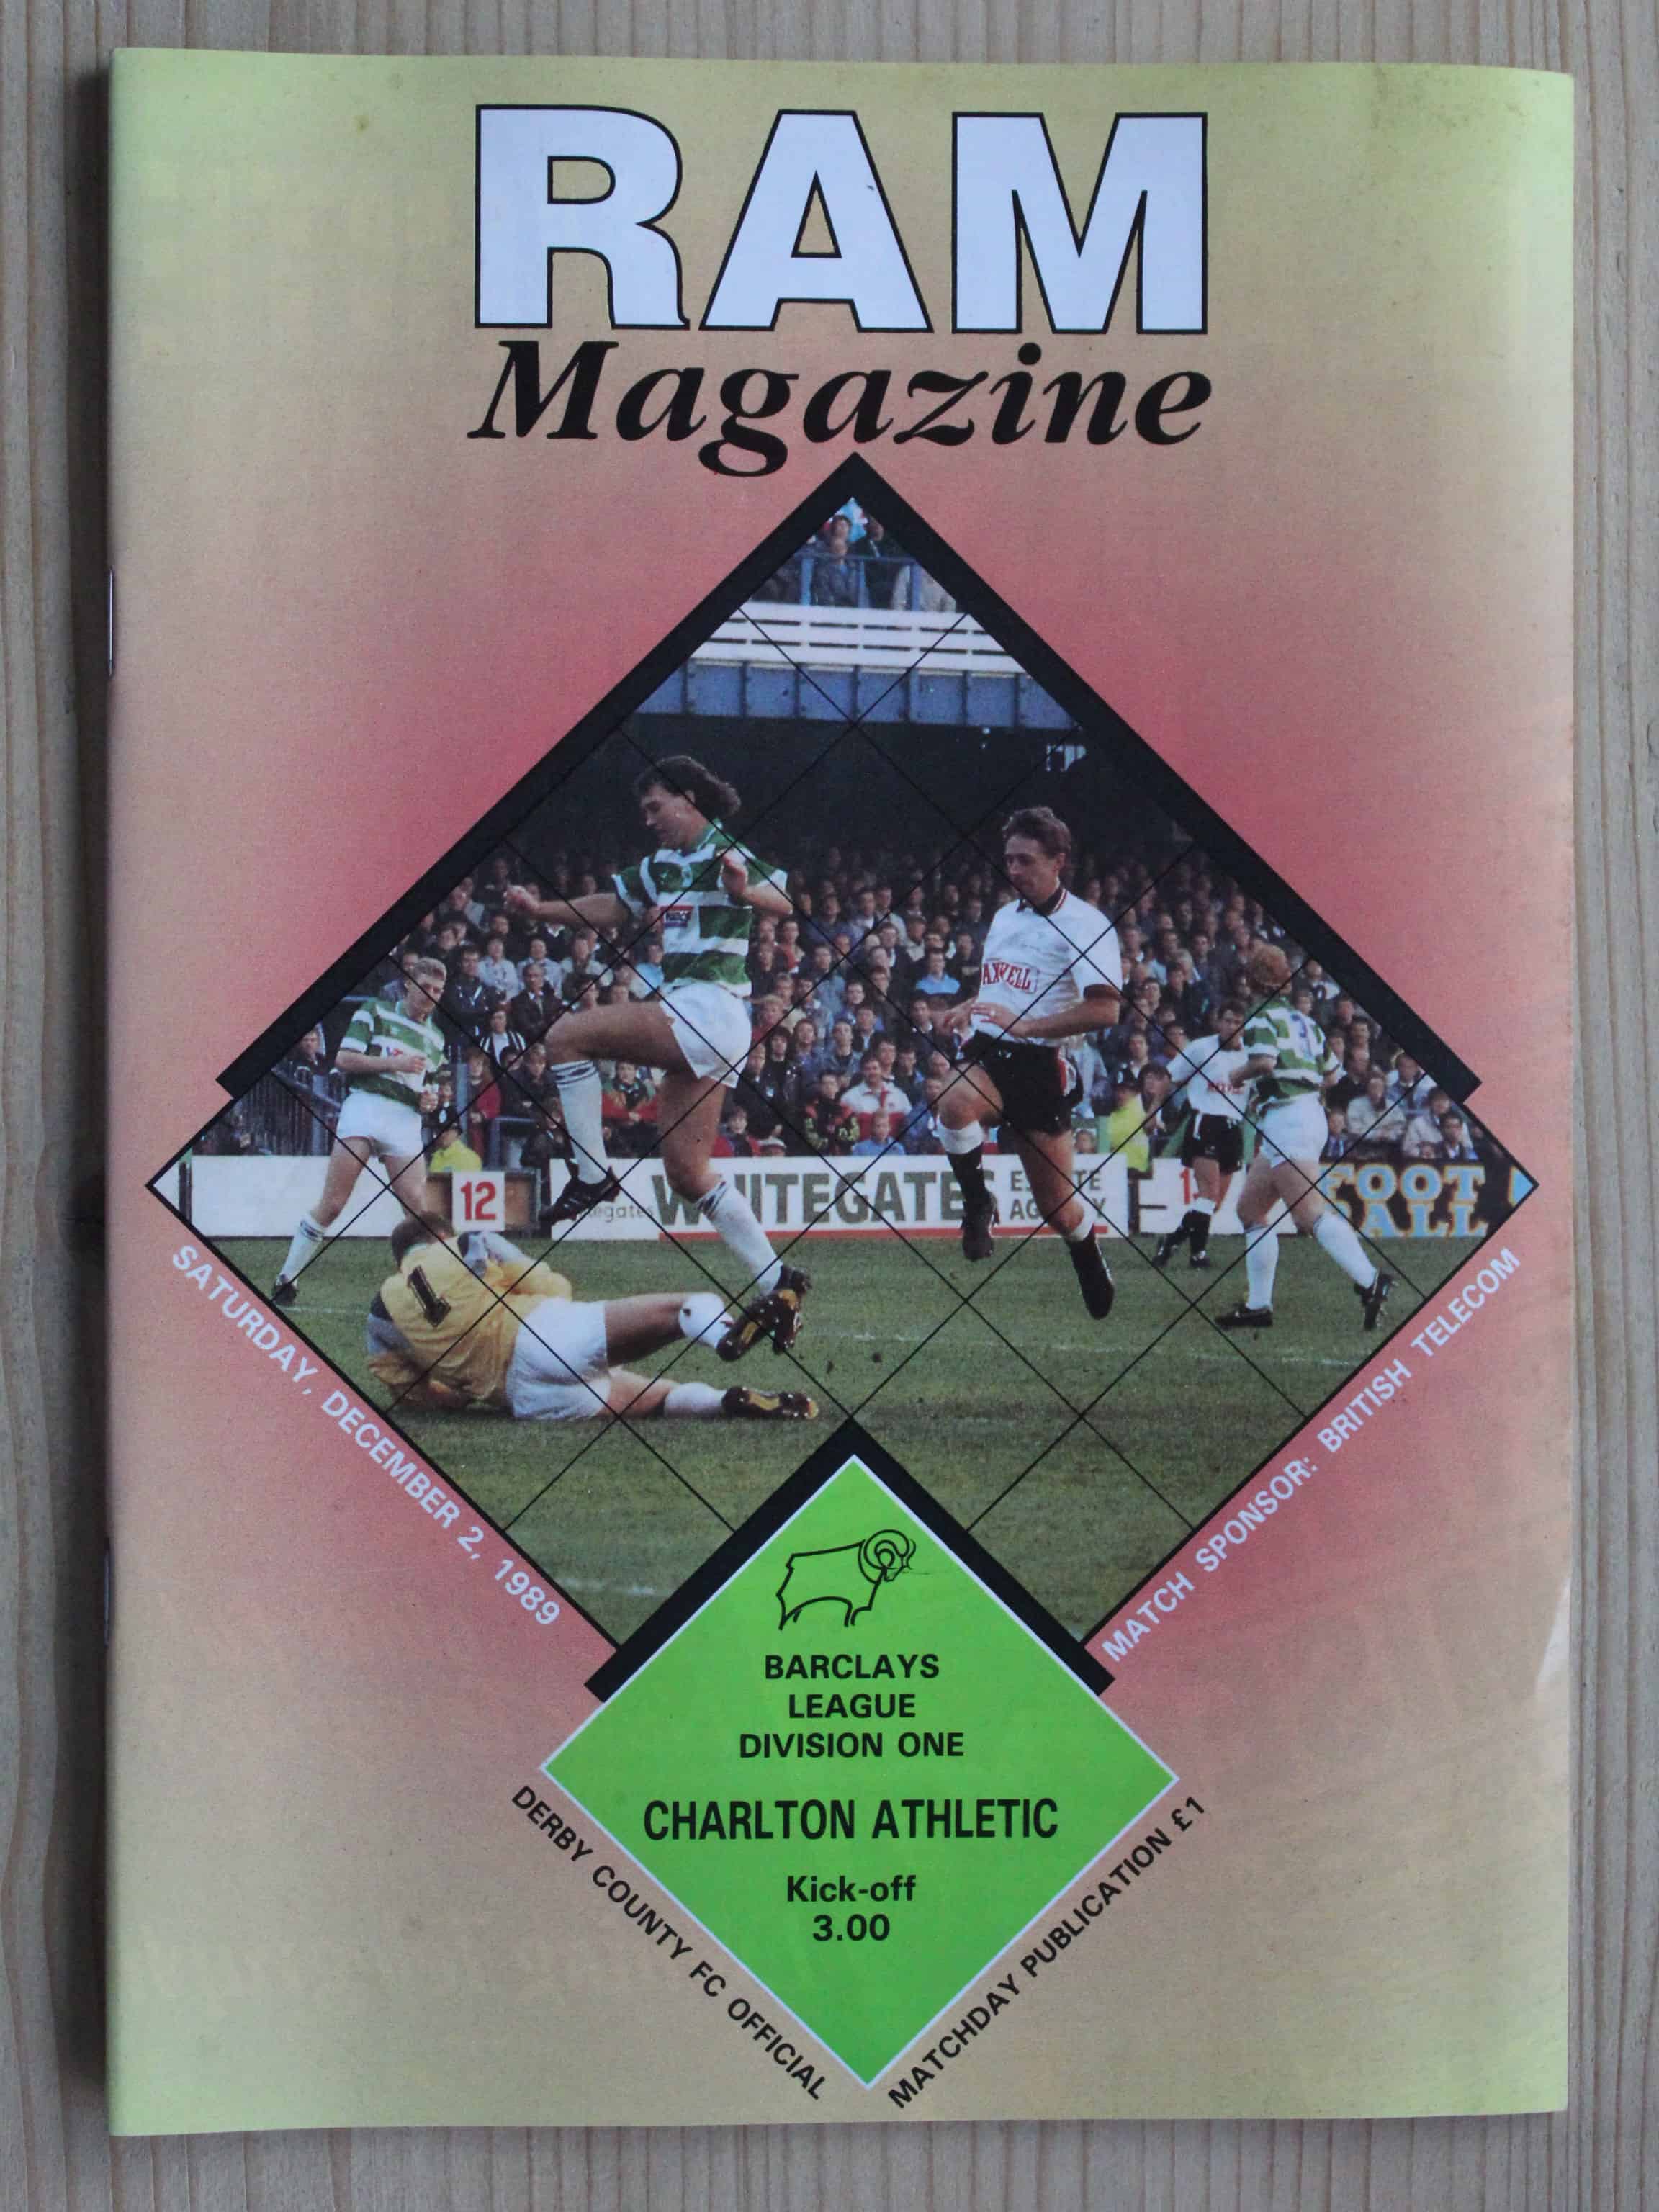 RAM
Magazine
12
WHITEGATES
ESTATE
AGENCY
1
FOOT
BALL
SATURDAY, DECEMBER 2, 1989
MATCH SPONSOR: BRITISH TELECOM
BARCLAYS
LEAGUE
DIVISION ONE
CHARLTON ATHLETIC
Kick-off
3.00
DERBY COUNTY FC OFFICIAL
MATCHDAY PUBLICATION £1